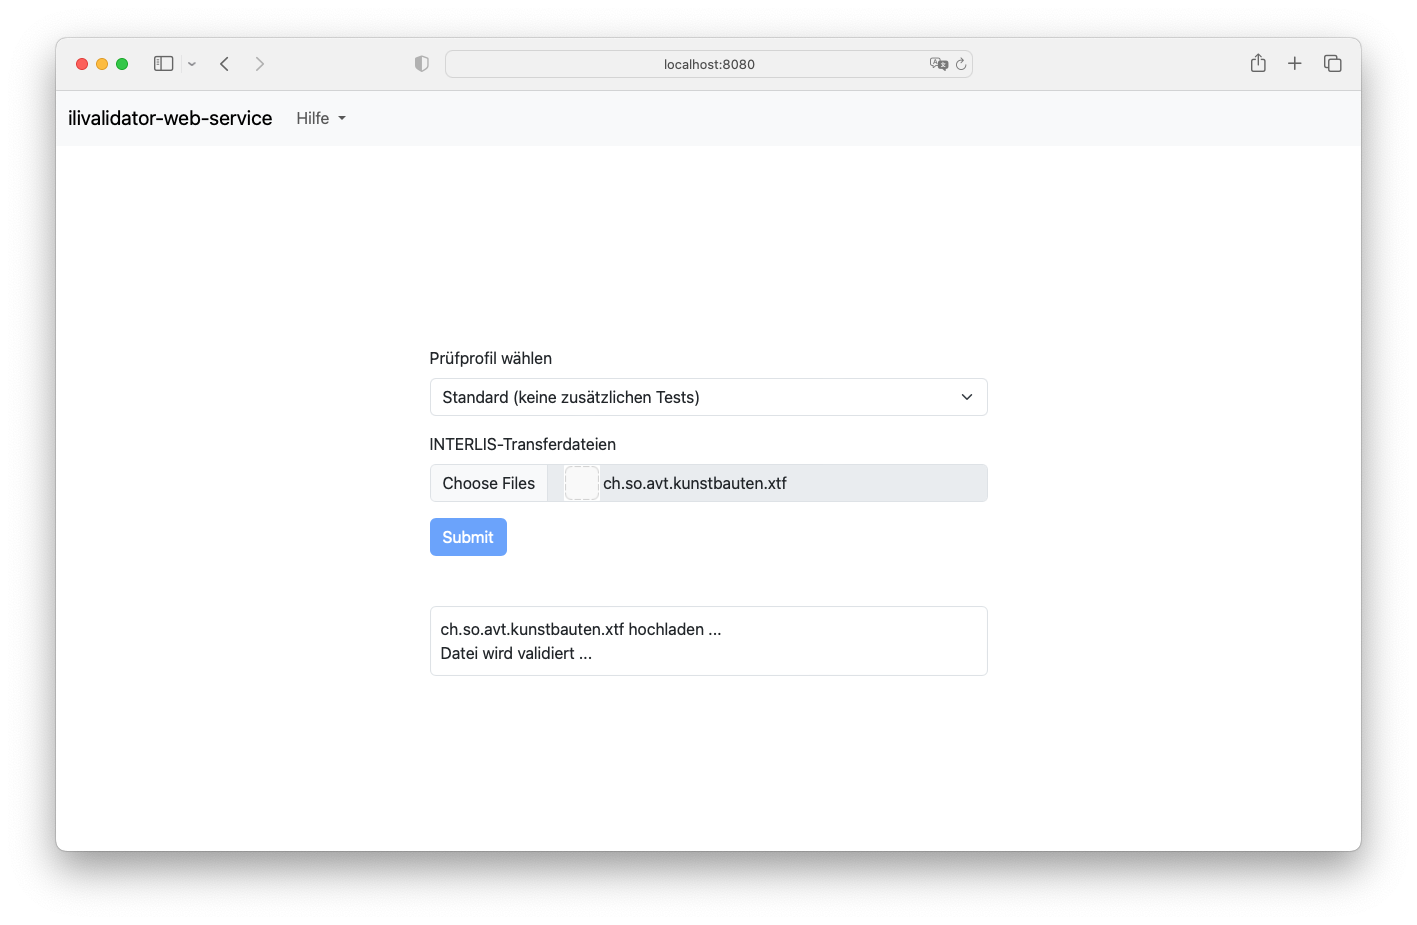 localhost:8080
ilivalidator-web-service Hilfe
Prüfprofil wählen
Standard (keine zusätzlichen Tests)
INTERLIS-Transferdateien
Choose Files ch.so.avt.kunstbauten.xtf
Submit
ch.so.avt.kunstbauten.xtf hochladen ...
Datei wird validiert ...